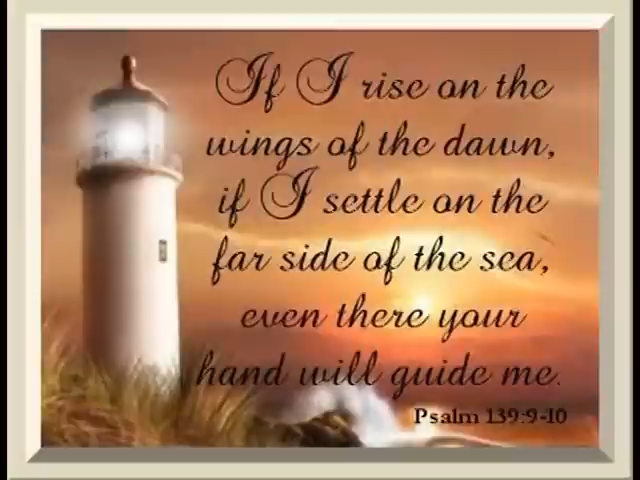 If I rise on the
wings of the dawn,
if I settle on the
far side of the sea,
even there your
hand will guide me.
Psalm 139:9-10